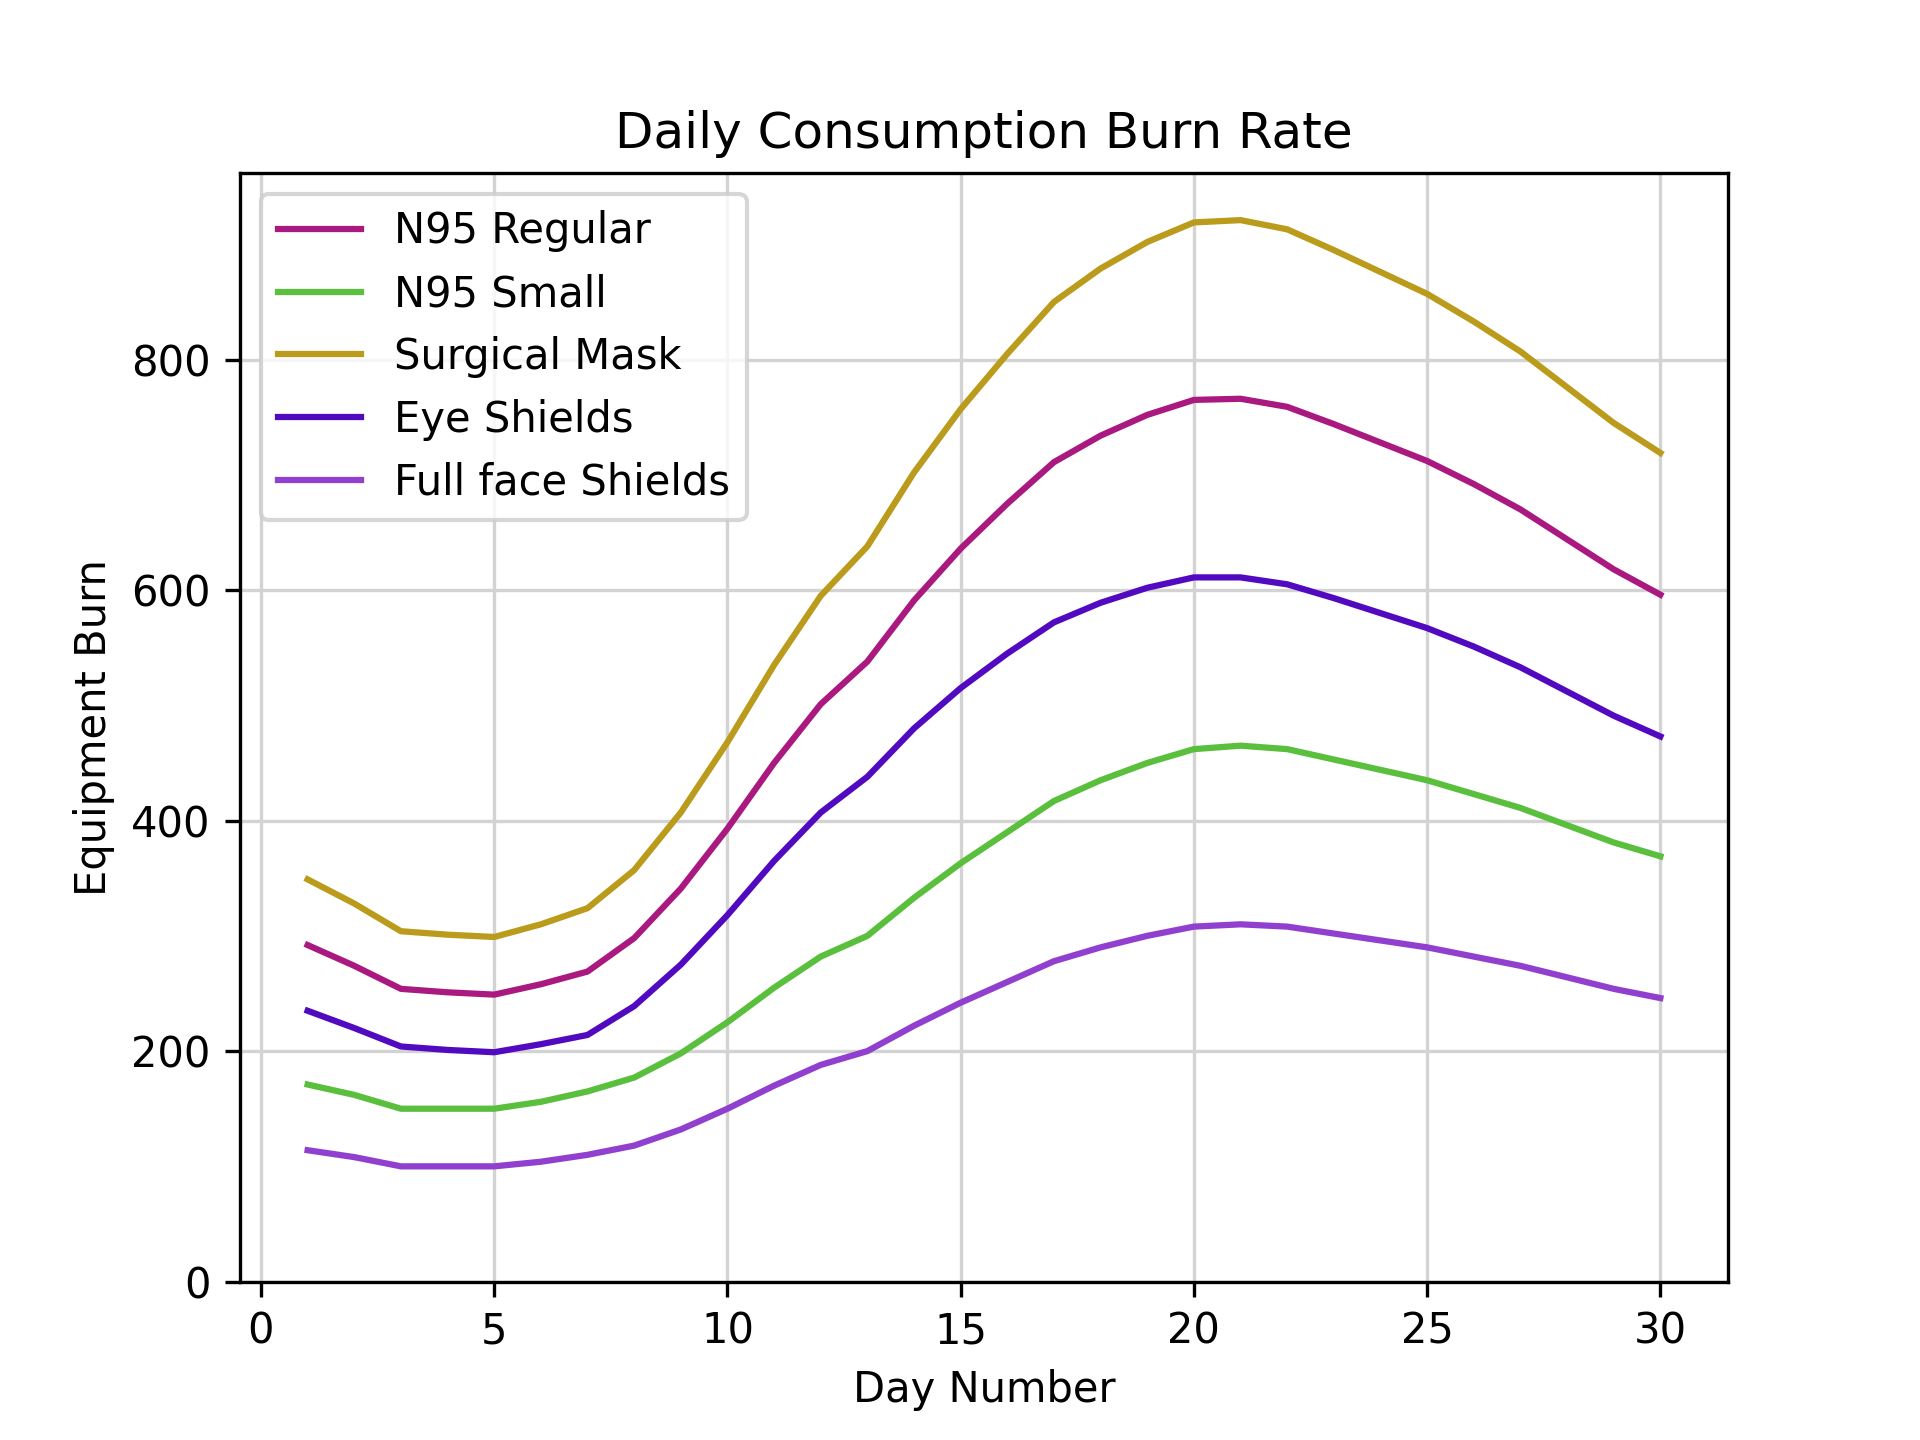 Daily Consumption Burn Rate
N95 Regular
N95 Small
Surgical Mask
Eye Shields
Full face Shields
Equipment Burn
800
600
400
200
0
0 5 10 15 20 25 30
Day Number